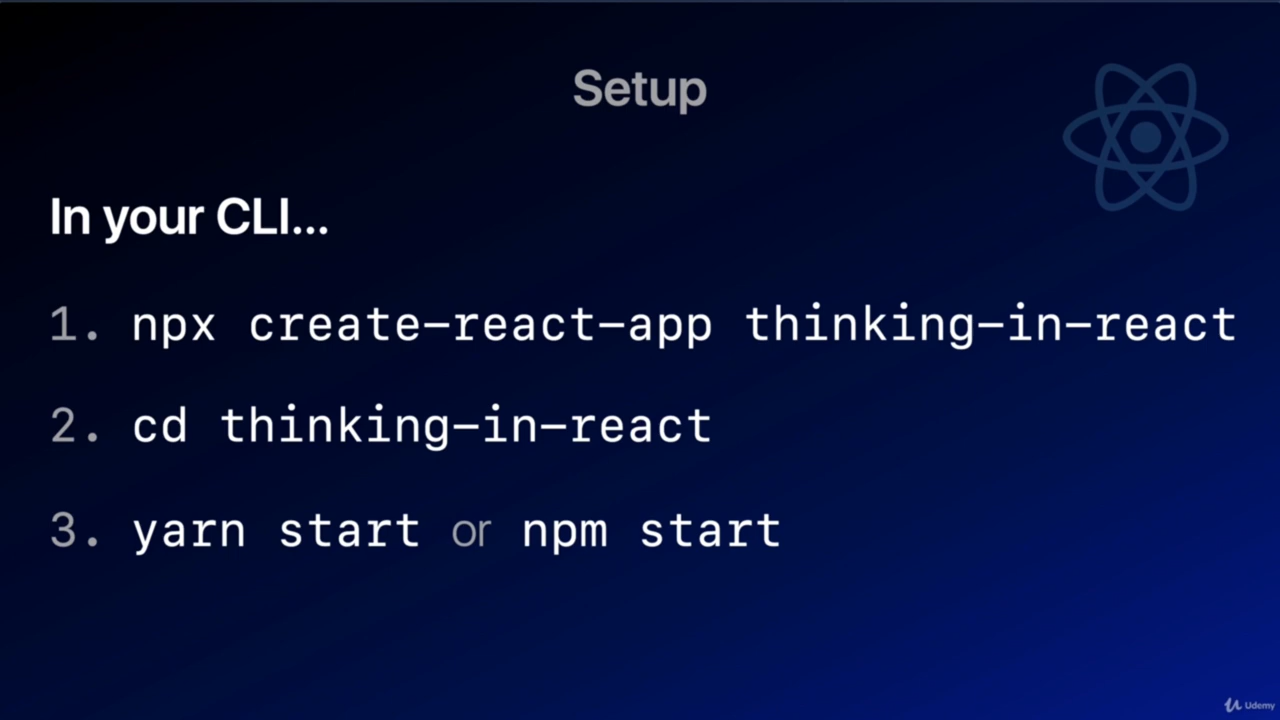 Setup
In your CLI...
1. npx create-react-app thinking-in-react
2. cd thinking-in-react
3. yarn start or npm start
Udemy